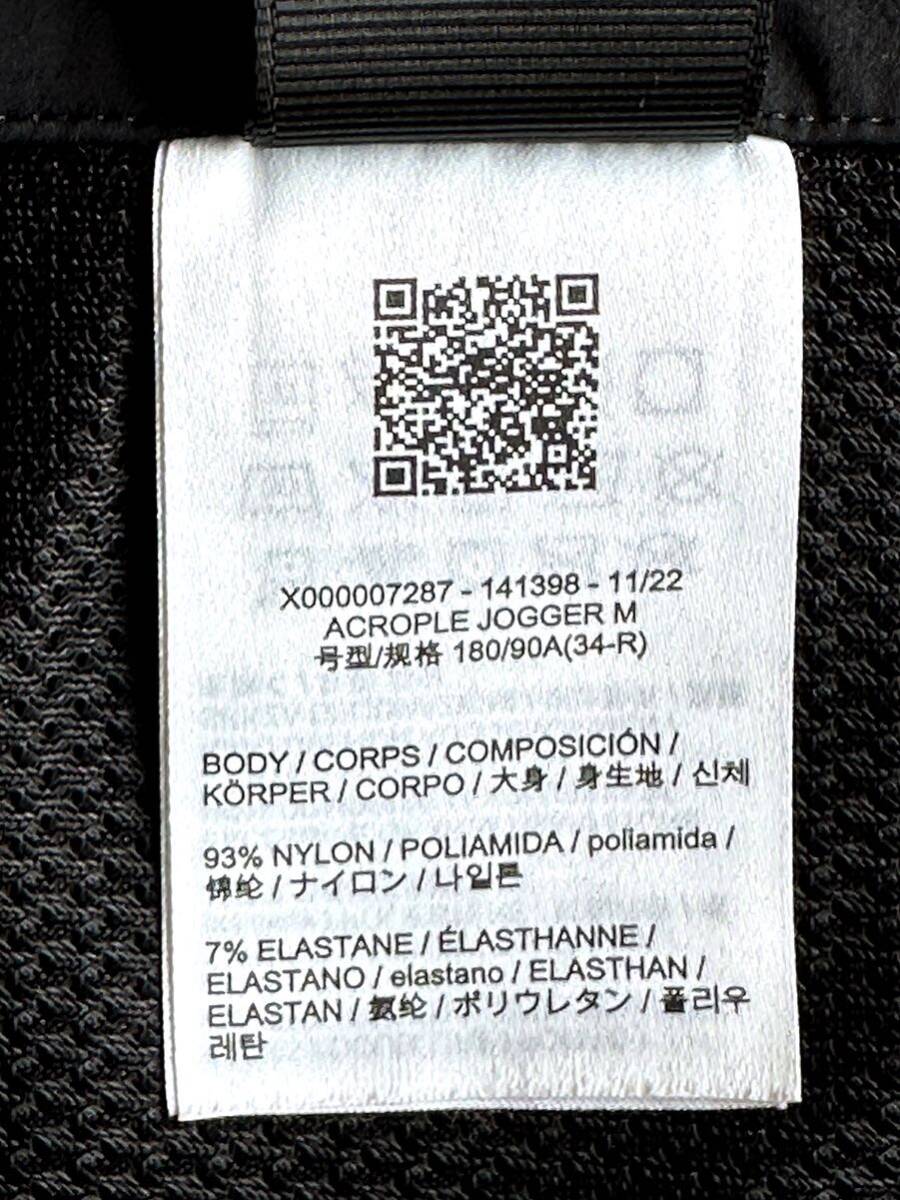 X000007287 - 141398 - 11/22
ACROPLE JOGGER M
号型/规格 180/90A(34-R)
BODY / CORPS / COMPOSICIÓN /
KÖRPER / CORPO / 大身 / 身生地 / 신체
93% NYLON / POLIAMIDA / poliamida /
锦纶 / ナイロン / 나일론
7% ELASTANE / ÉLASTHANNE /
ELASTANO / elastano / ELASTHAN /
ELASTAN / 氨纶 / ポリウレタン / 폴리우
레탄